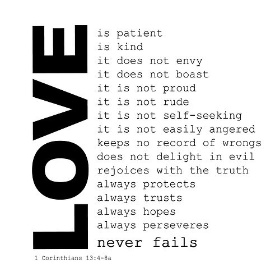 LOVE
is patient
is kind
it does not envy
it does not boast
it is not proud
it is not rude
it is not self-seeking
it is not easily angered
keeps no record of wrongs
does not delight in evil
rejoices with the truth
always protects
always trusts
always hopes
always perseveres
never fails
1 Corinthians 13:4-8a